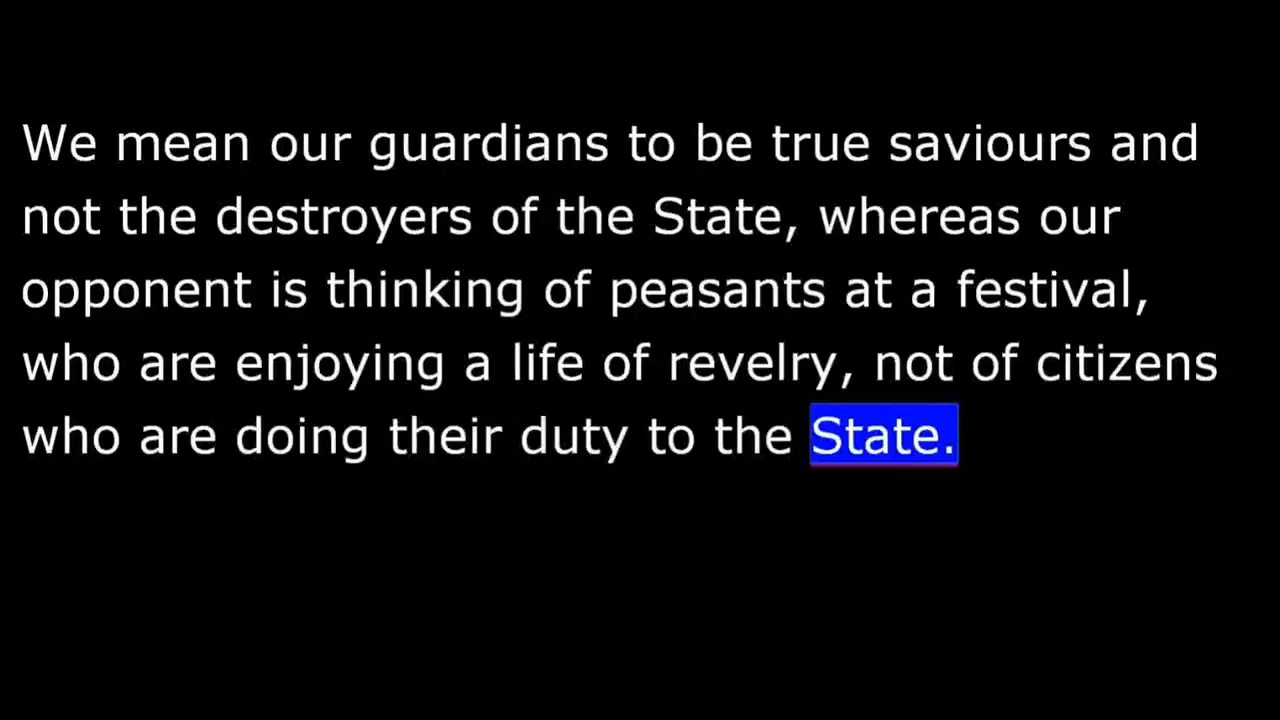 We mean our guardians to be true saviours and
not the destroyers of the State, whereas our
opponent is thinking of peasants at a festival,
who are enjoying a life of revelry, not of citizens
who are doing their duty to the State.